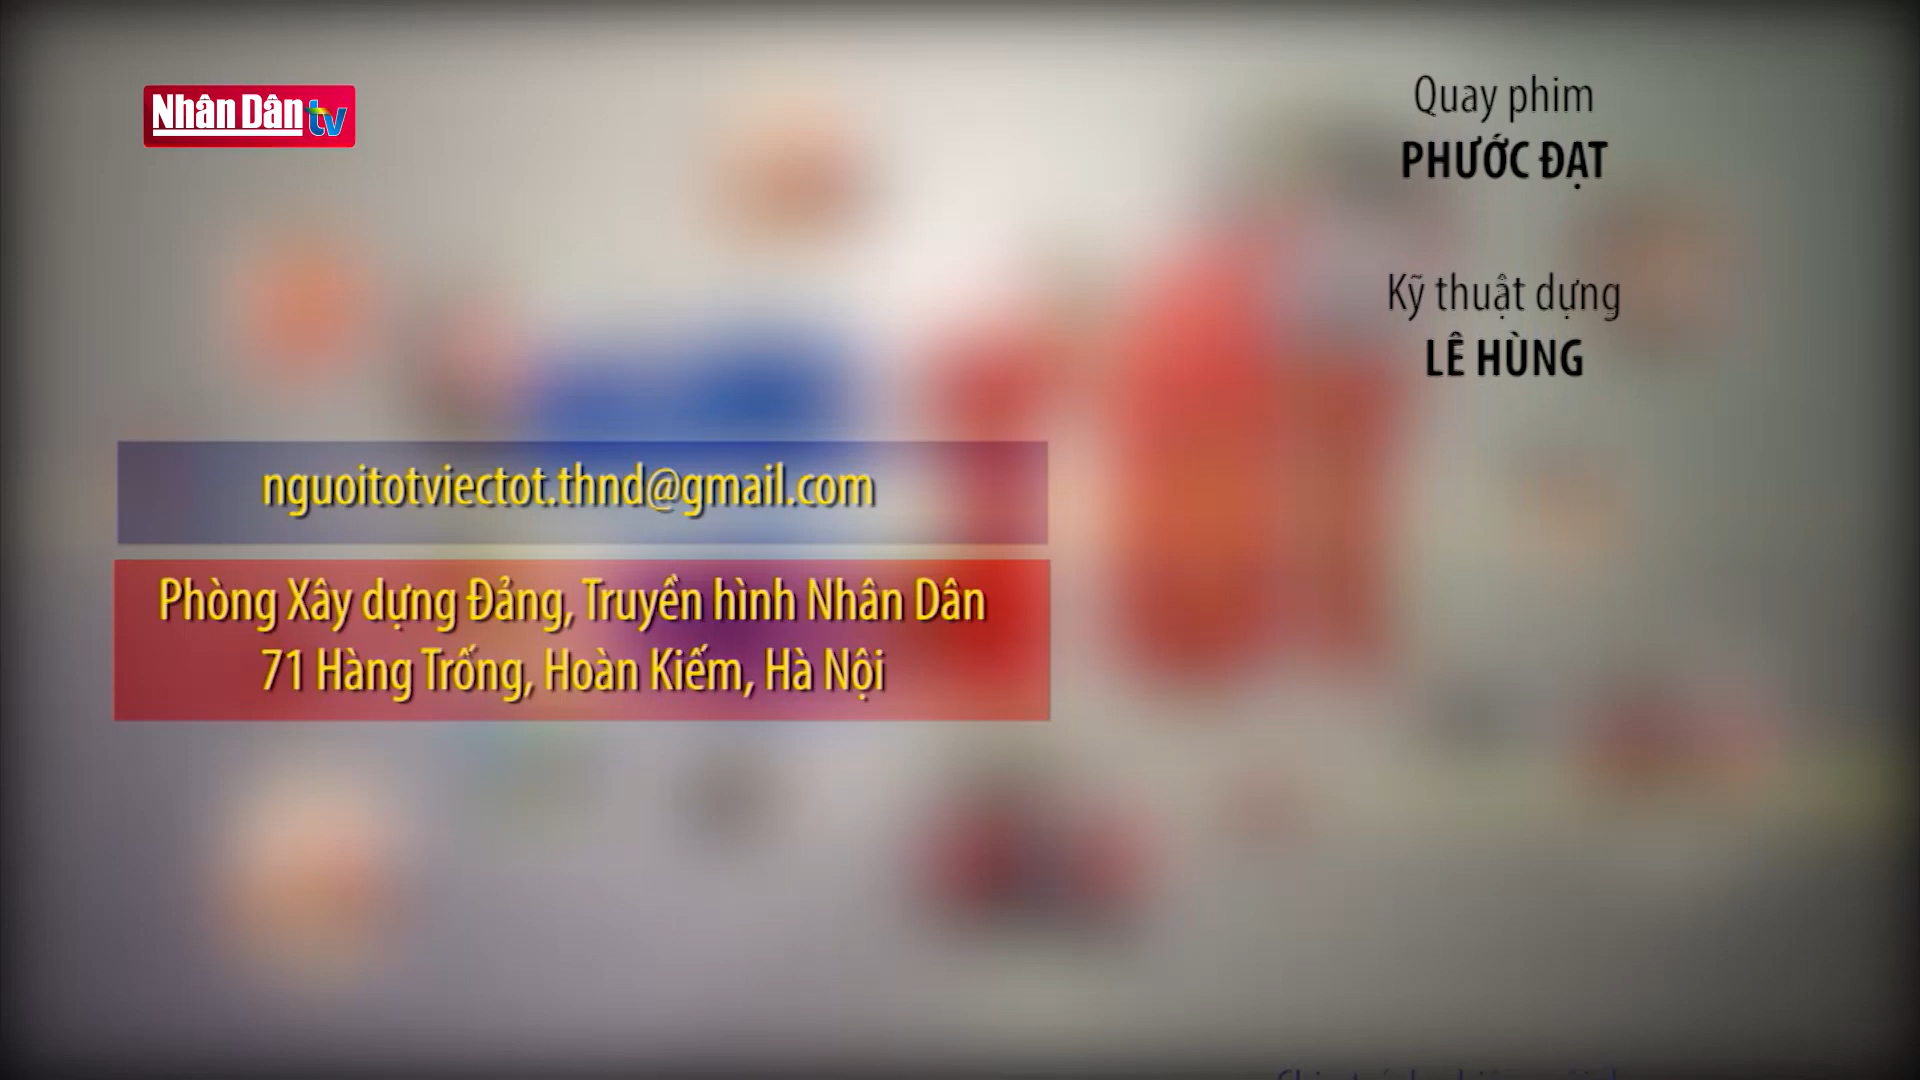 Nhân Dân tv
Quay phim
PHƯỚC ĐẠT
Kỹ thuật dựng
LÊ HÙNG
nguoitotviectot.thnd@gmail.com
Phòng Xây dựng Đảng, Truyền hình Nhân Dân
71 Hàng Trống, Hoàn Kiếm, Hà Nội